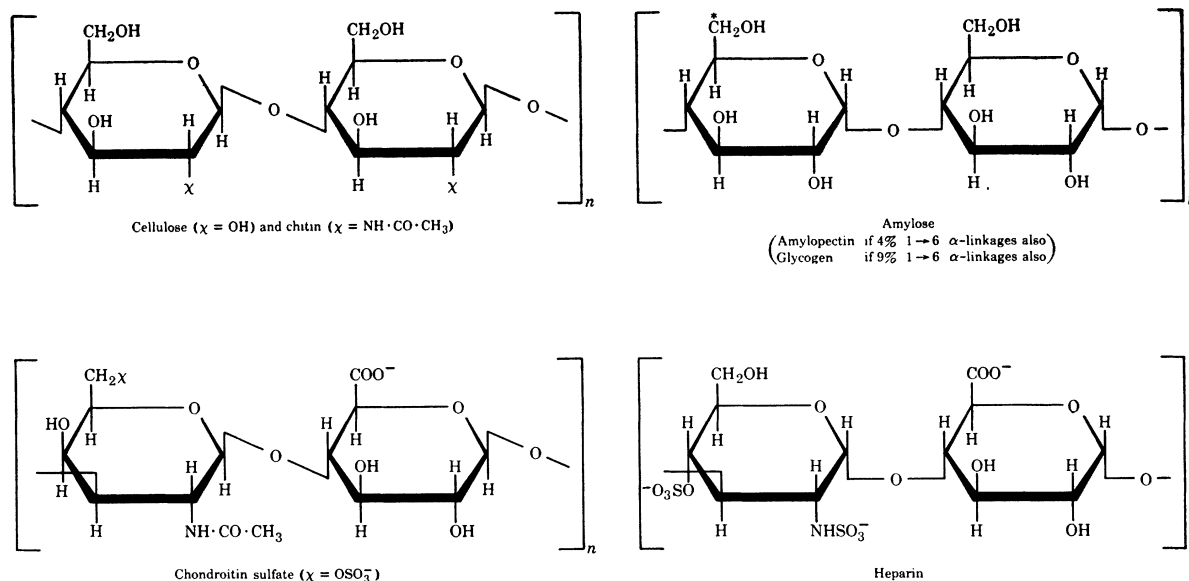 CH₂OH
O
H
H
OH
H
H
H
χ
O
CH₂OH
O
H
H
OH
H
H
H
χ
O
n
Cellulose (χ = OH) and chitin (χ = NH·CO·CH₃)
*
CH₂OH
O
H
H
H
OH
H
H
OH
O
CH₂OH
O
H
H
H
OH
H
H
OH
O
Amylose
(Amylopectin if 4% 1→6 α-linkages also
Glycogen if 9% 1→6 α-linkages also)
CH₂χ
O
HO
H
H
H
H
H
NH·CO·CH₃
O
COO⁻
O
H
H
OH
H
H
H
OH
O
n
Chondroitin sulfate (χ = OSO₃⁻)
CH₂OH
O
H
H
H
⁻O₃SO
H
H
NHSO₃⁻
O
COO⁻
O
H
H
H
OH
H
H
OH
O
Heparin